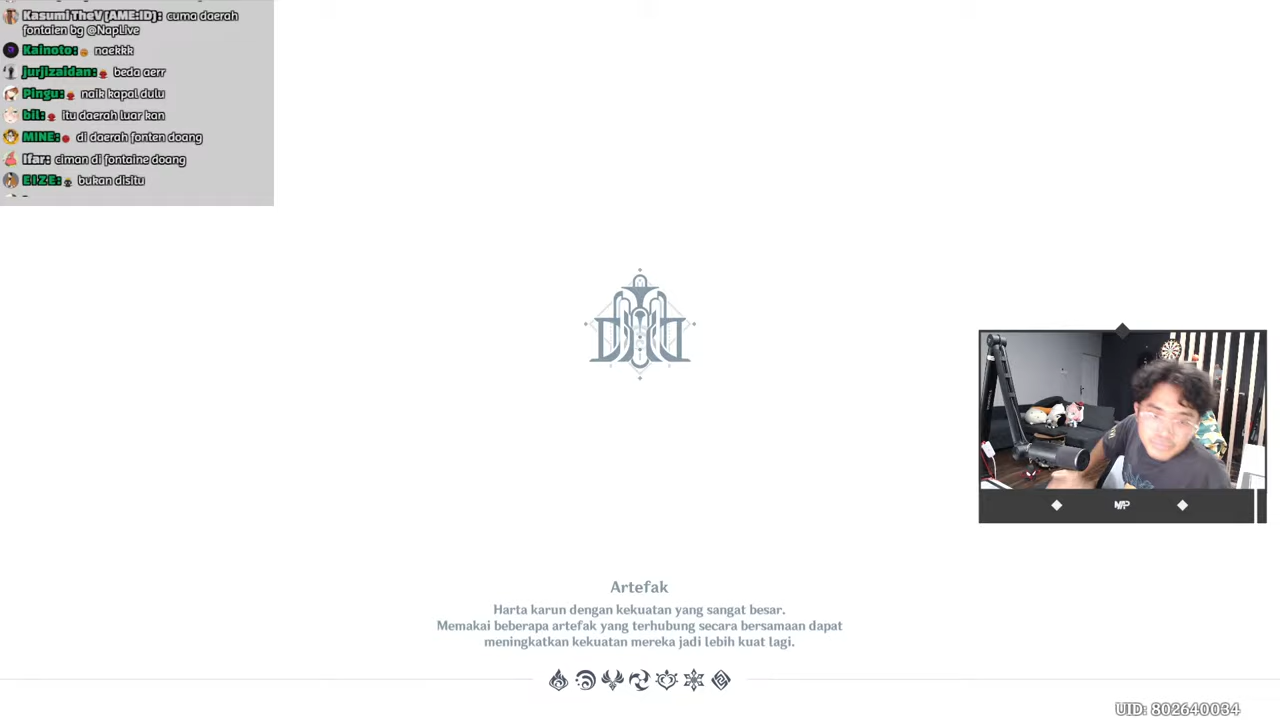 Kasumi TheV [AME:ID]: cuma daerah
fontaien bg @NapLive
Kainoto: naekkk
jurjizaidan: beda aerr
Pingu: naik kapal dulu
bil: itu daerah luar kan
MINE: di daerah fonten doang
Ifar: ciman di fontaine doang
EIZE: bukan disitu
NAP
Artefak
Harta karun dengan kekuatan yang sangat besar.
Memakai beberapa artefak yang terhubung secara bersamaan dapat
meningkatkan kekuatan mereka jadi lebih kuat lagi.
UID: 802640034